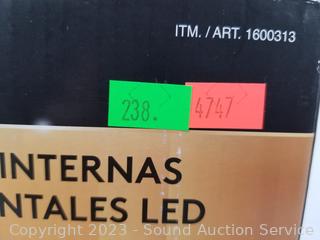 ITM. / ART. 1600313
238.
4747
INTERNAS
NTALES LED
Copyright 2023 - Sound Auction Service